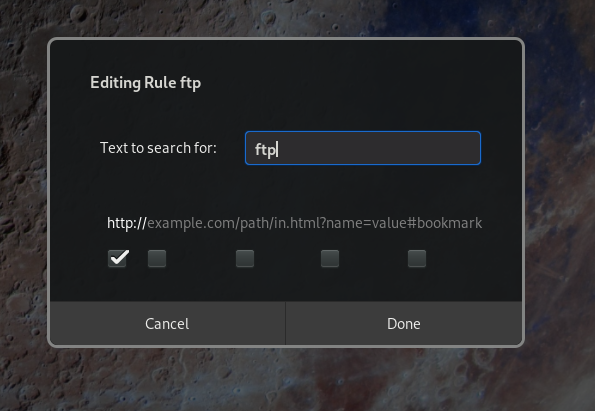 Editing Rule ftp
Text to search for: ftp
http://example.com/path/in.html?name=value#bookmark
Cancel Done